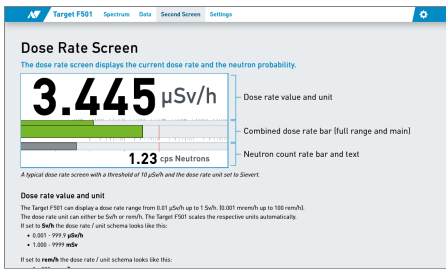 Target F501 Spectrum Data Second Screen Settings
Dose Rate Screen
The dose rate screen displays the current dose rate and the neutron probability.
3.445 µSv/h
Dose rate value and unit
Combined dose rate bar (full range and main)
Neutron count rate bar and text
1.23 cps Neutrons
A typical dose rate screen with a threshold of 10 µSv/h and the dose rate unit set to Sievert.
Dose rate value and unit
The Target F501 can display a dose rate range from 0.01 µSv/h up to 1 Sv/h. (0.001 mrem/h up to 100 rem/h).
The dose rate unit can either be Sv/h or rem/h. The Target F501 scales the respective units automatically.
If set to Sv/h the dose rate / unit schema looks like this:
• 0.001 - 999.9 µSv/h
• 1.000 - 9999 mSv
If set to rem/h the dose rate / unit schema looks like this: